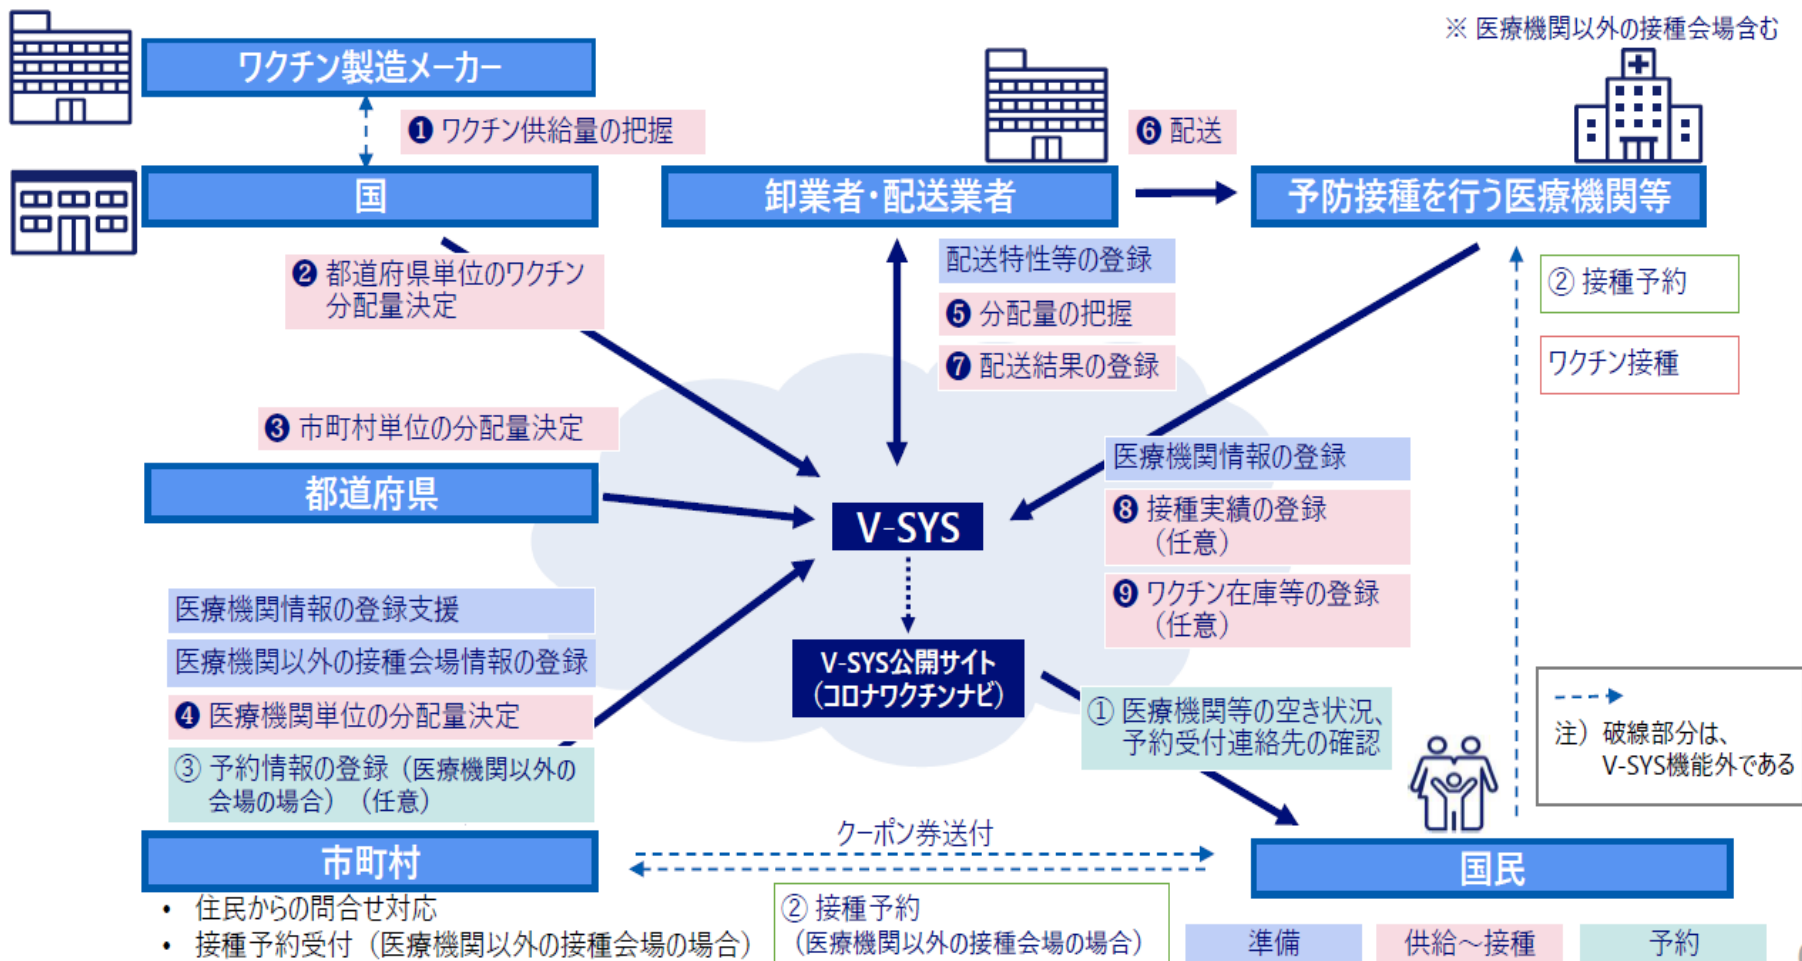 ※ 医療機関以外の接種会場含む
ワクチン製造メーカー
❶ ワクチン供給量の把握
❻ 配送
国
卸業者・配送業者
予防接種を行う医療機関等
❷ 都道府県単位のワクチン
分配量決定
配送特性等の登録
❺ 分配量の把握
❼ 配送結果の登録
② 接種予約
ワクチン接種
❸ 市町村単位の分配量決定
都道府県
V-SYS
医療機関情報の登録
❽ 接種実績の登録
（任意）
❾ ワクチン在庫等の登録
（任意）
医療機関情報の登録支援
医療機関以外の接種会場情報の登録
❹ 医療機関単位の分配量決定
③ 予約情報の登録（医療機関以外の
会場の場合）（任意）
V-SYS公開サイト
（コロナワクチンナビ）
① 医療機関等の空き状況、
予約受付連絡先の確認
注）破線部分は、
V-SYS機能外である
クーポン券送付
市町村
国民
• 住民からの問合せ対応
• 接種予約受付（医療機関以外の接種会場の場合）
② 接種予約
（医療機関以外の接種会場の場合）
準備
供給～接種
予約